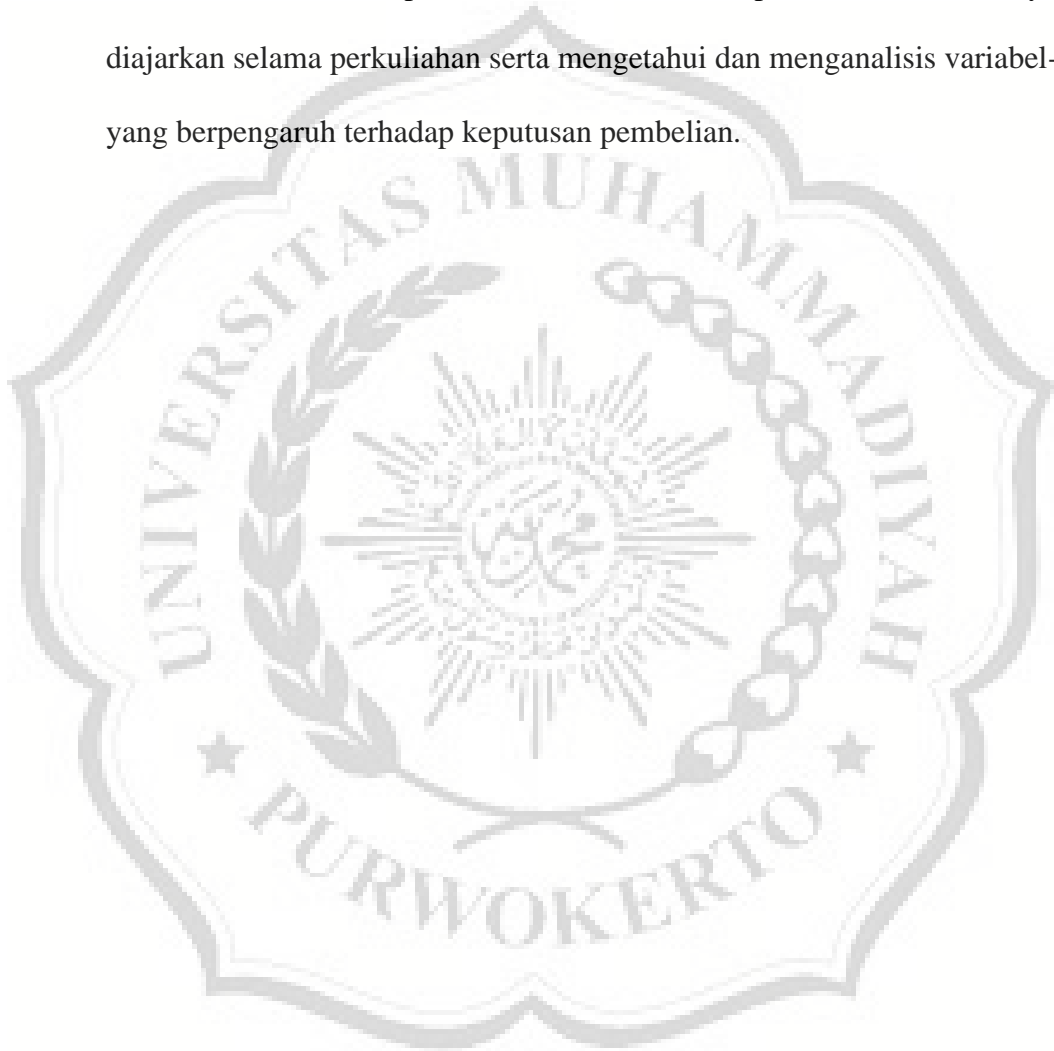 diajarkan selama perkuliahan serta mengetahui dan menganalisis variabel-
yang berpengaruh terhadap keputusan pembelian.
UNIVERSITAS MUHAMMADIYAH
PURWOKERTO